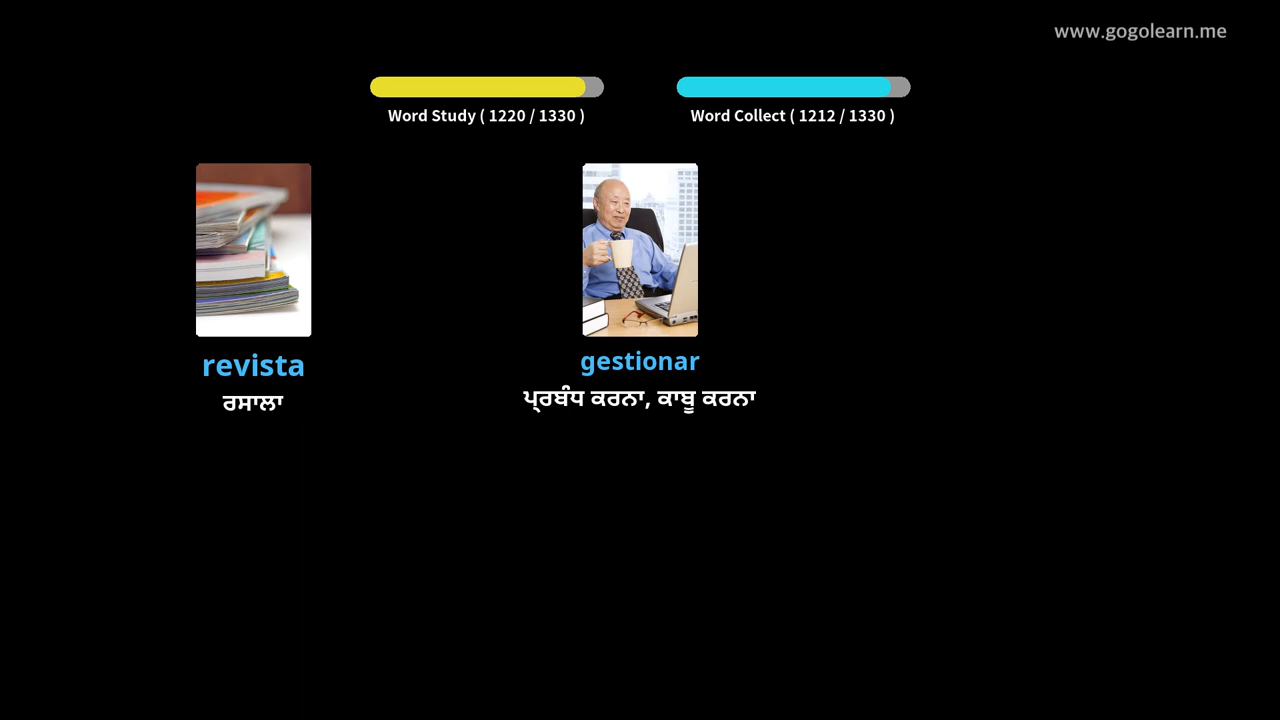 www.gogolearn.me
Word Study ( 1220 / 1330 )
Word Collect ( 1212 / 1330 )
revista
ਰਸਾਲਾ
gestionar
ਪ੍ਰਬੰਧ ਕਰਨਾ, ਕਾਬੂ ਕਰਨਾ